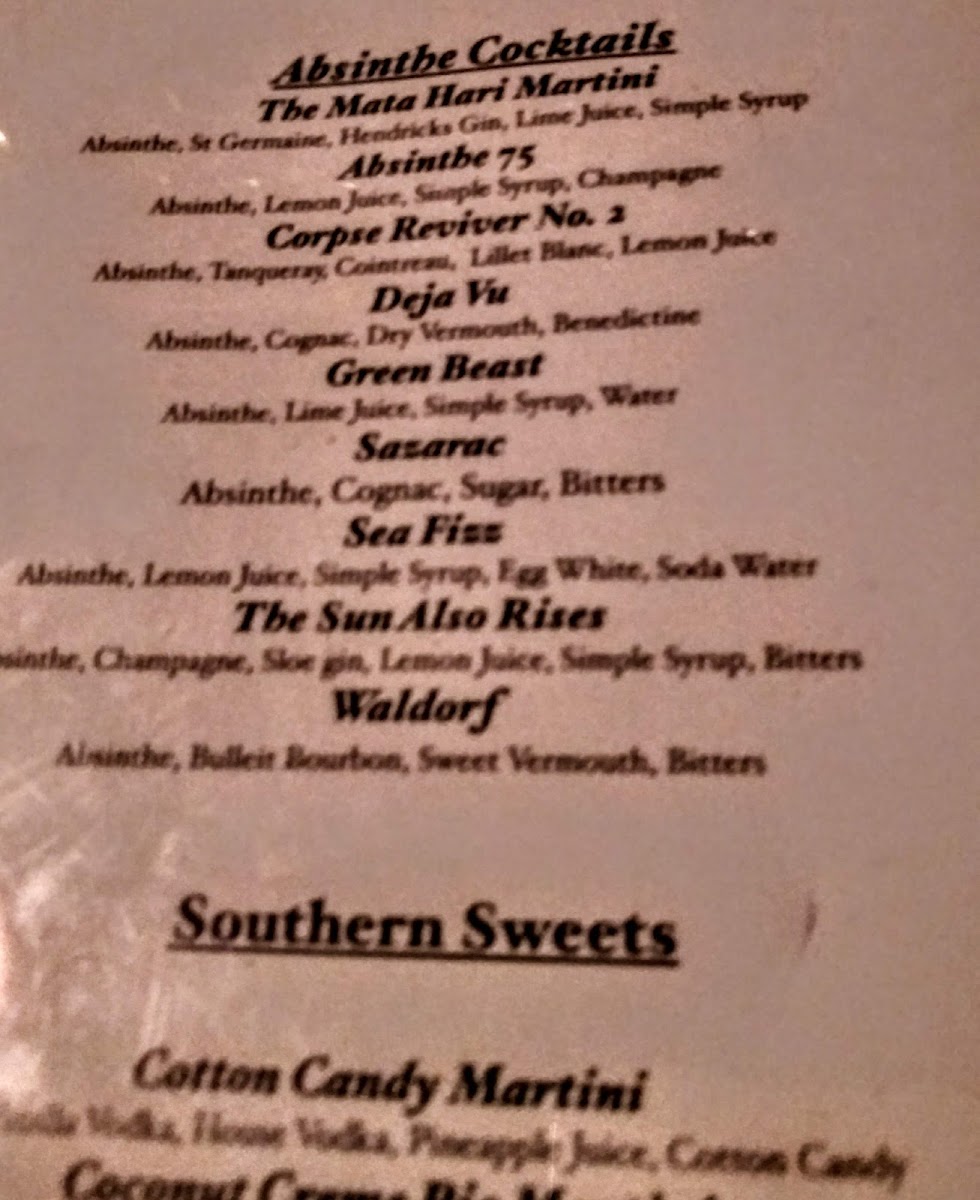 Absinthe Cocktails
The Mata Hari Martini
Absinthe, St Germaine, Hendricks Gin, Lime Juice, Simple Syrup
Absinthe 75
Absinthe, Lemon Juice, Simple Syrup, Champagne
Corpse Reviver No. 2
Absinthe, Tanqueray, Cointreau, Lillet Blanc, Lemon Juice
Deja Vu
Absinthe, Cognac, Dry Vermouth, Benedictine
Green Beast
Absinthe, Lime Juice, Simple Syrup, Water
Sazarac
Absinthe, Cognac, Sugar, Bitters
Sea Fizz
Absinthe, Lemon Juice, Simple Syrup, Egg White, Soda Water
The Sun Also Rises
sinthe, Champagne, Sloe gin, Lemon Juice, Simple Syrup, Bitters
Waldorf
Absinthe, Bulleit Bourbon, Sweet Vermouth, Bitters
Southern Sweets
Cotton Candy Martini
Vodka, House Vodka, Pineapple Juice, Cotton Candy
Coconut Creme Pie